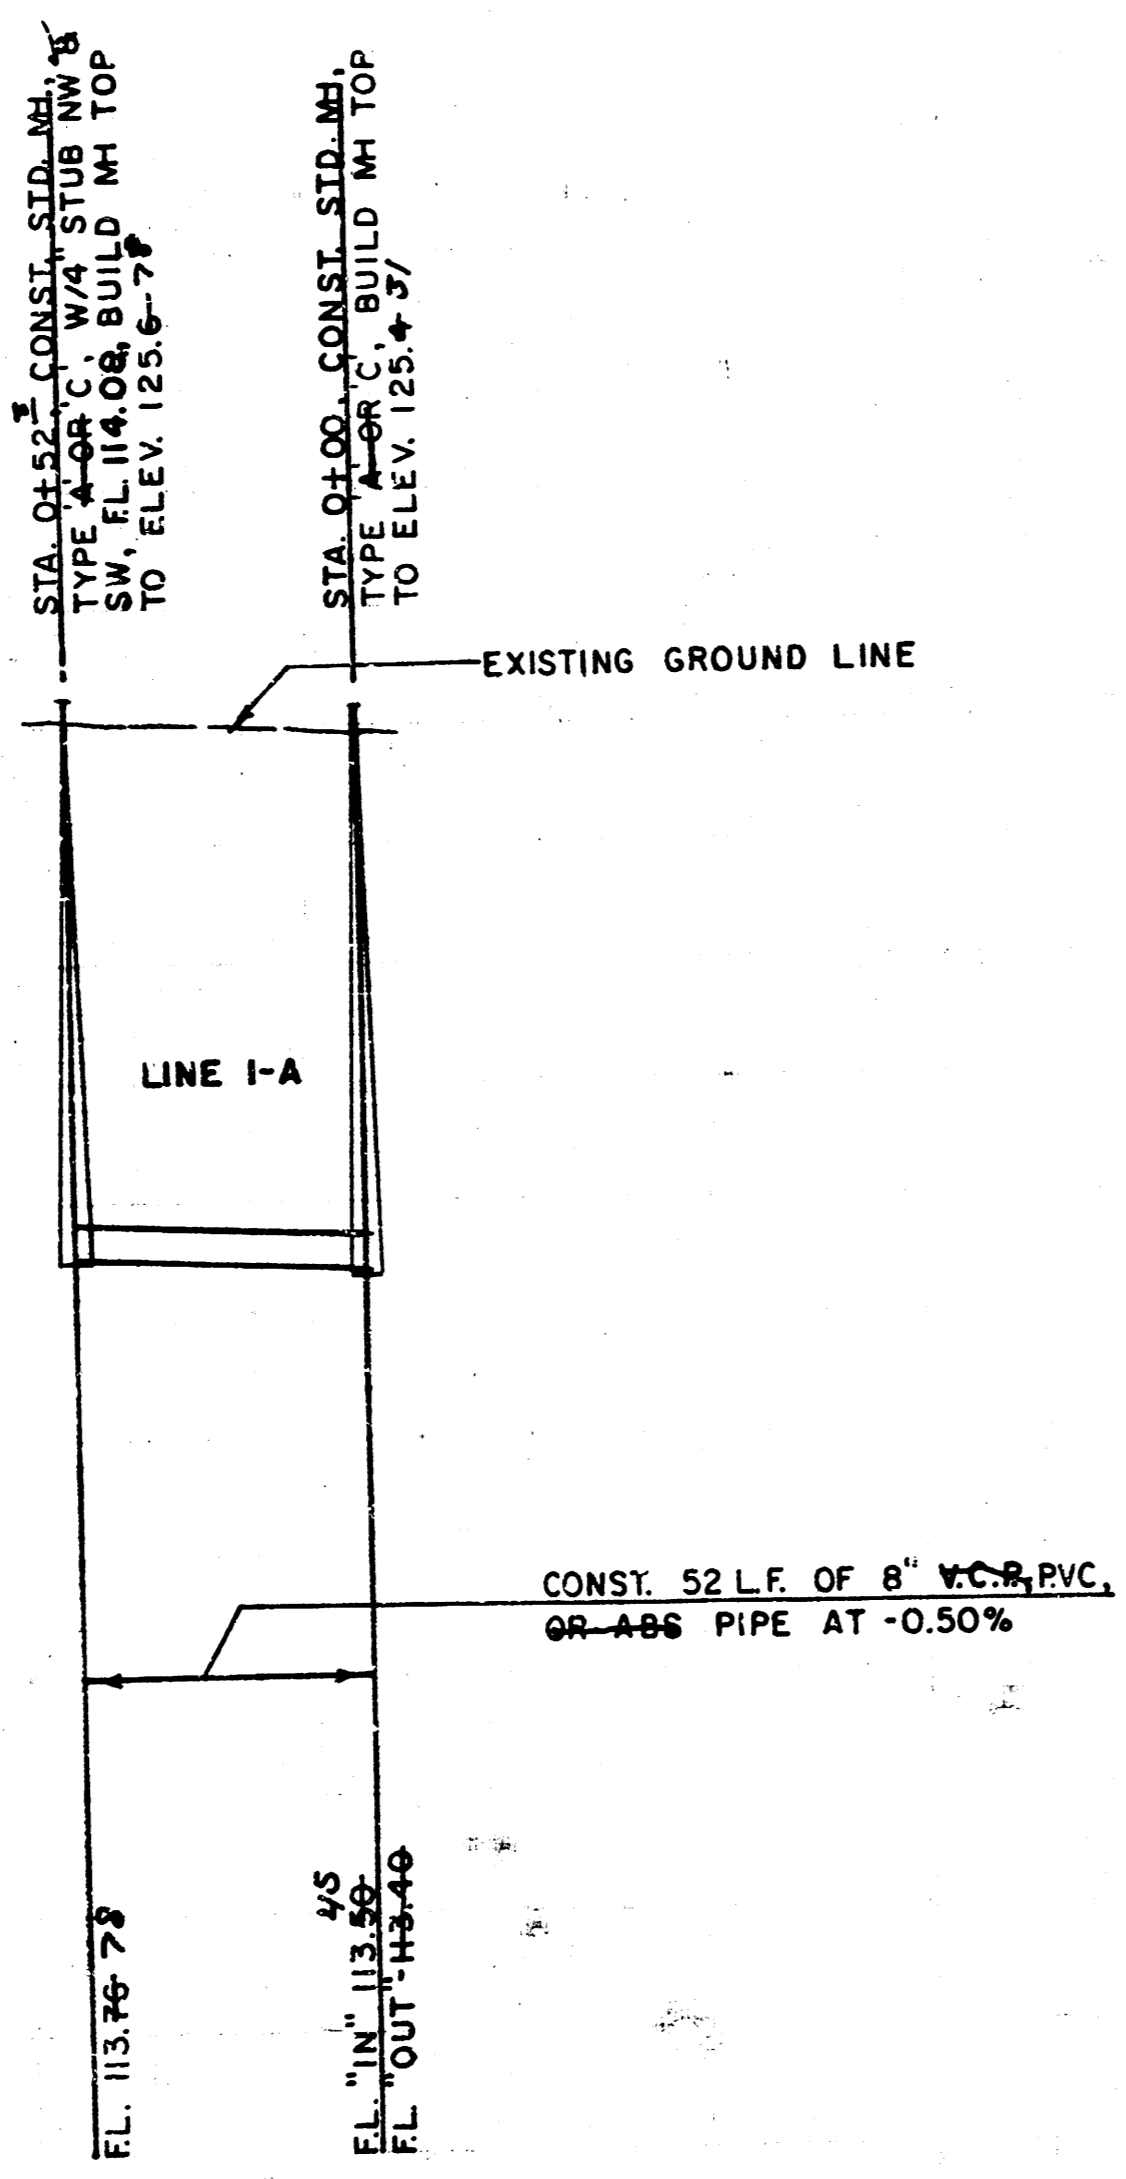 STA. 0+52± CONST. STD. MH.,
TYPE 'A' OR 'C', W/4" STUB NW &
SW, F.L. 114.08, BUILD MH TOP
TO ELEV. 125.6 78
STA. 0+00, CONST. STD. MH,
TYPE 'A' OR 'C', BUILD MH TOP
TO ELEV. 125.4 31
EXISTING GROUND LINE
LINE 1-A
CONST. 52 L.F. OF 8" V.C.P., PVC,
OR ABS PIPE AT -0.50%
F.L. 113.76 78
45
F.L. "IN" 113.50
F.L. "OUT" 113.40